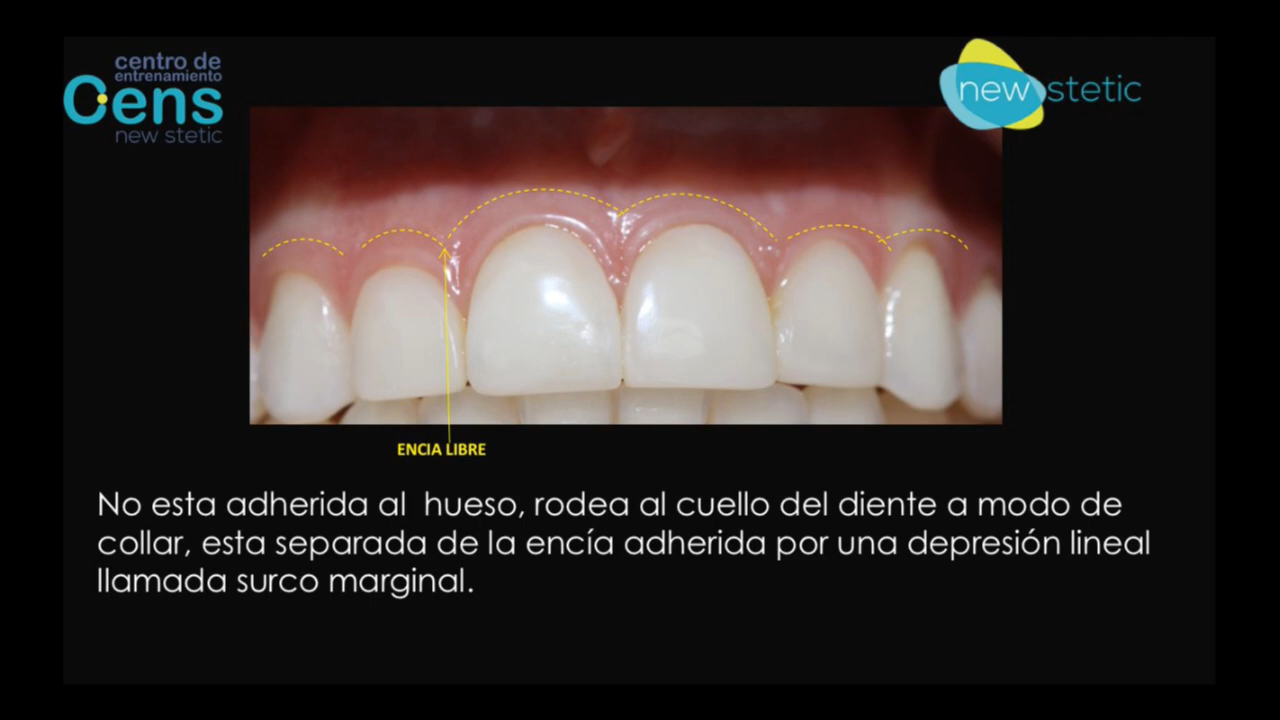 centro de
entrenamiento
Cens
new stetic
new stetic
ENCIA LIBRE
No esta adherida al hueso, rodea al cuello del diente a modo de
collar, esta separada de la encía adherida por una depresión lineal
llamada surco marginal.